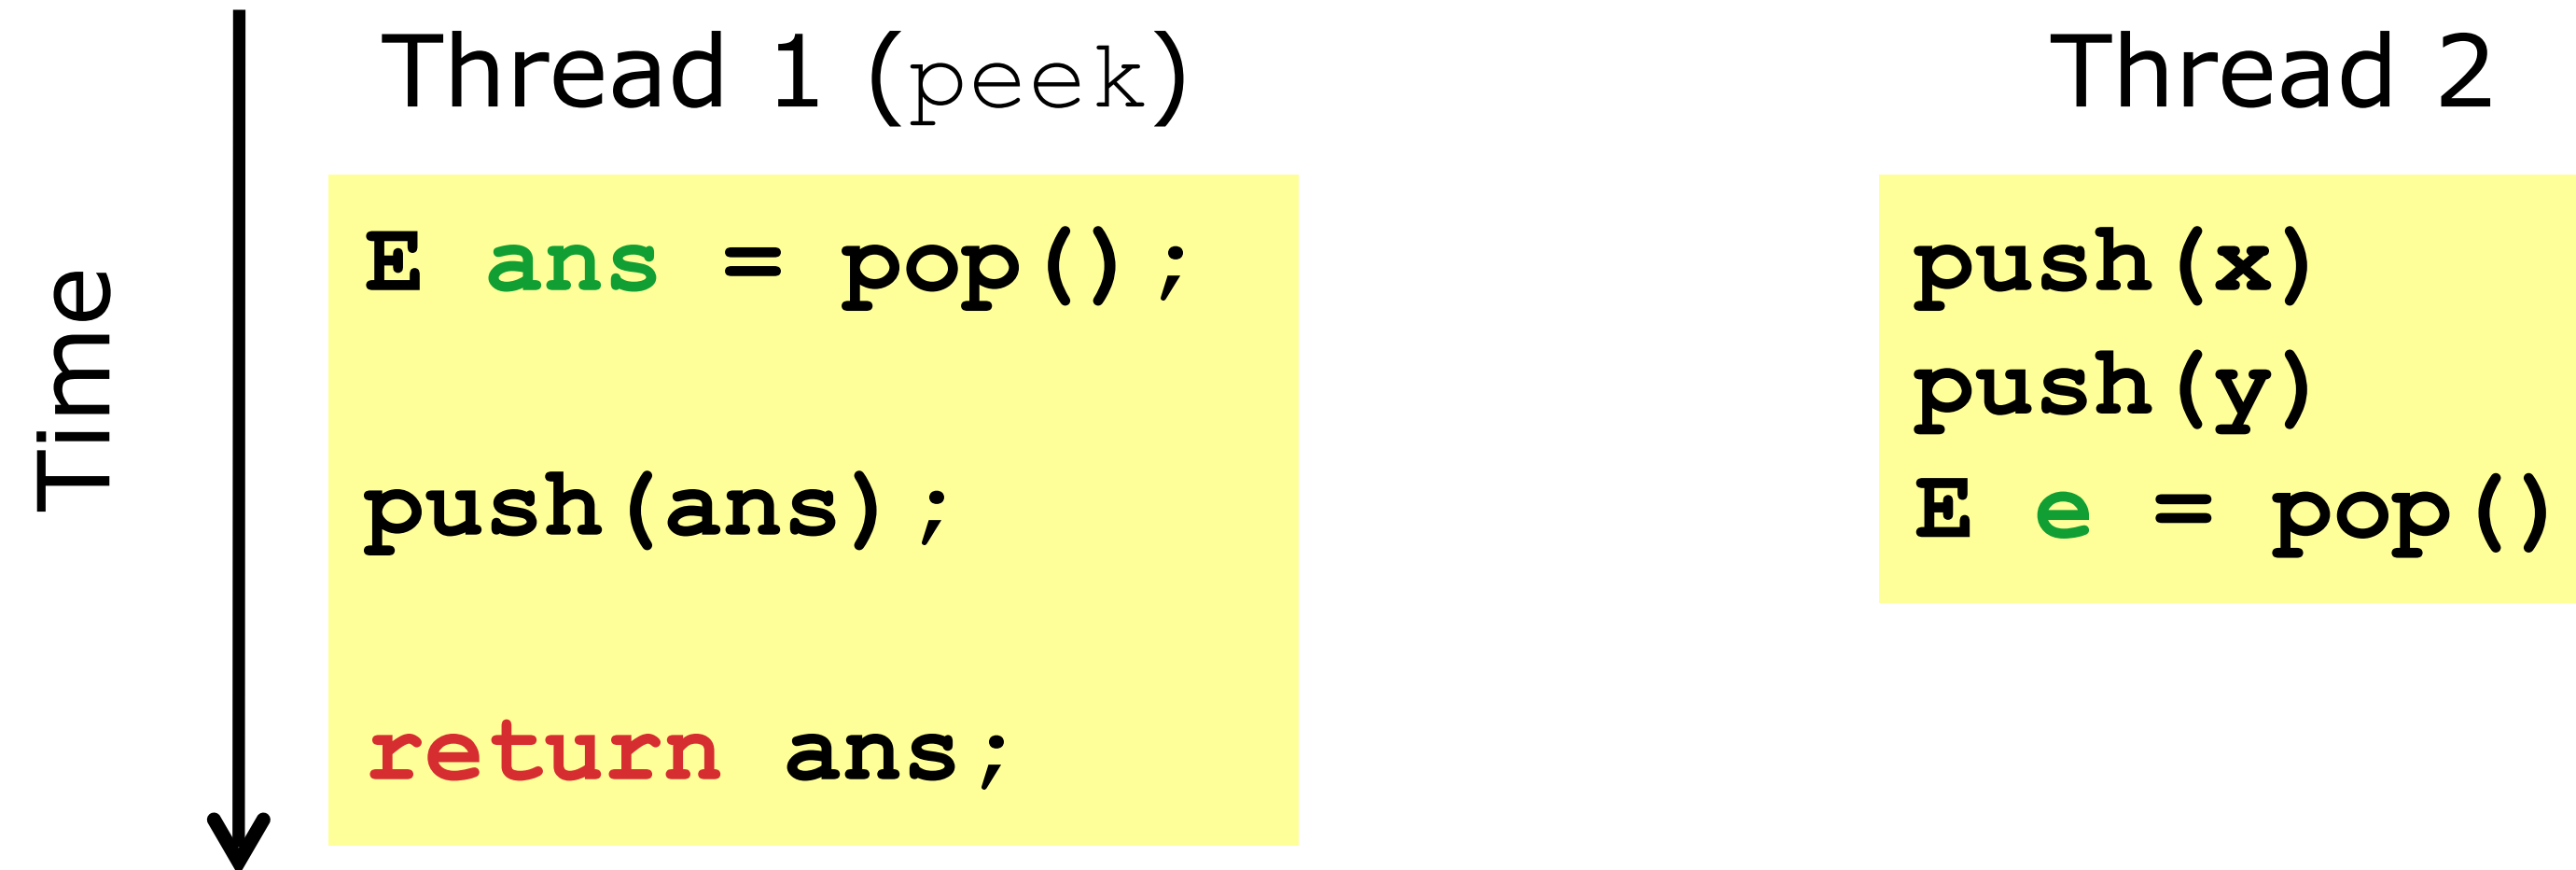 Time
Thread 1 (peek)
E ans = pop();
push(ans);
return ans;
Thread 2
push(x)
push(y)
E e = pop()